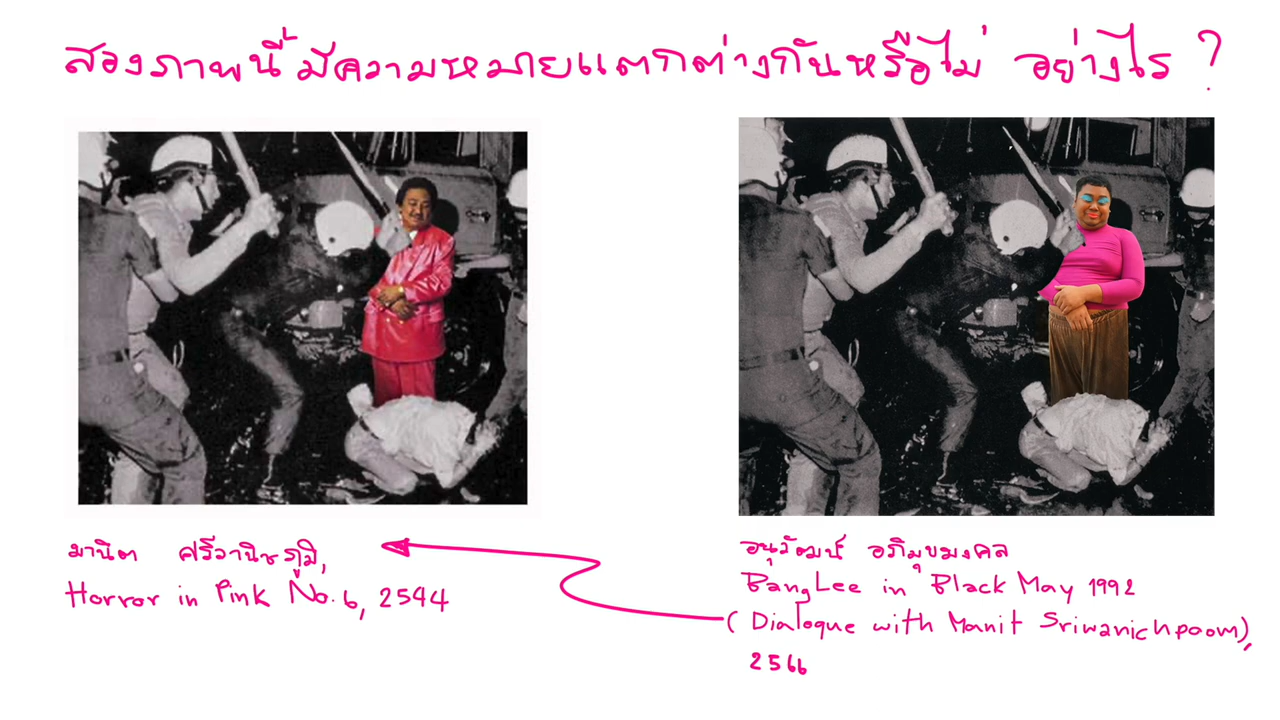 สองภาพนี้มีความหมายแตกต่างกันหรือไม่ อย่างไร ?
มานิต ศรีวานิชภูมิ,
Horror in Pink No.6, 2544
อนุวัฒน์ อภิมุขมงคล
BangLee in Black May 1992
( Dialogue with Manit Sriwanichpoom),
2566